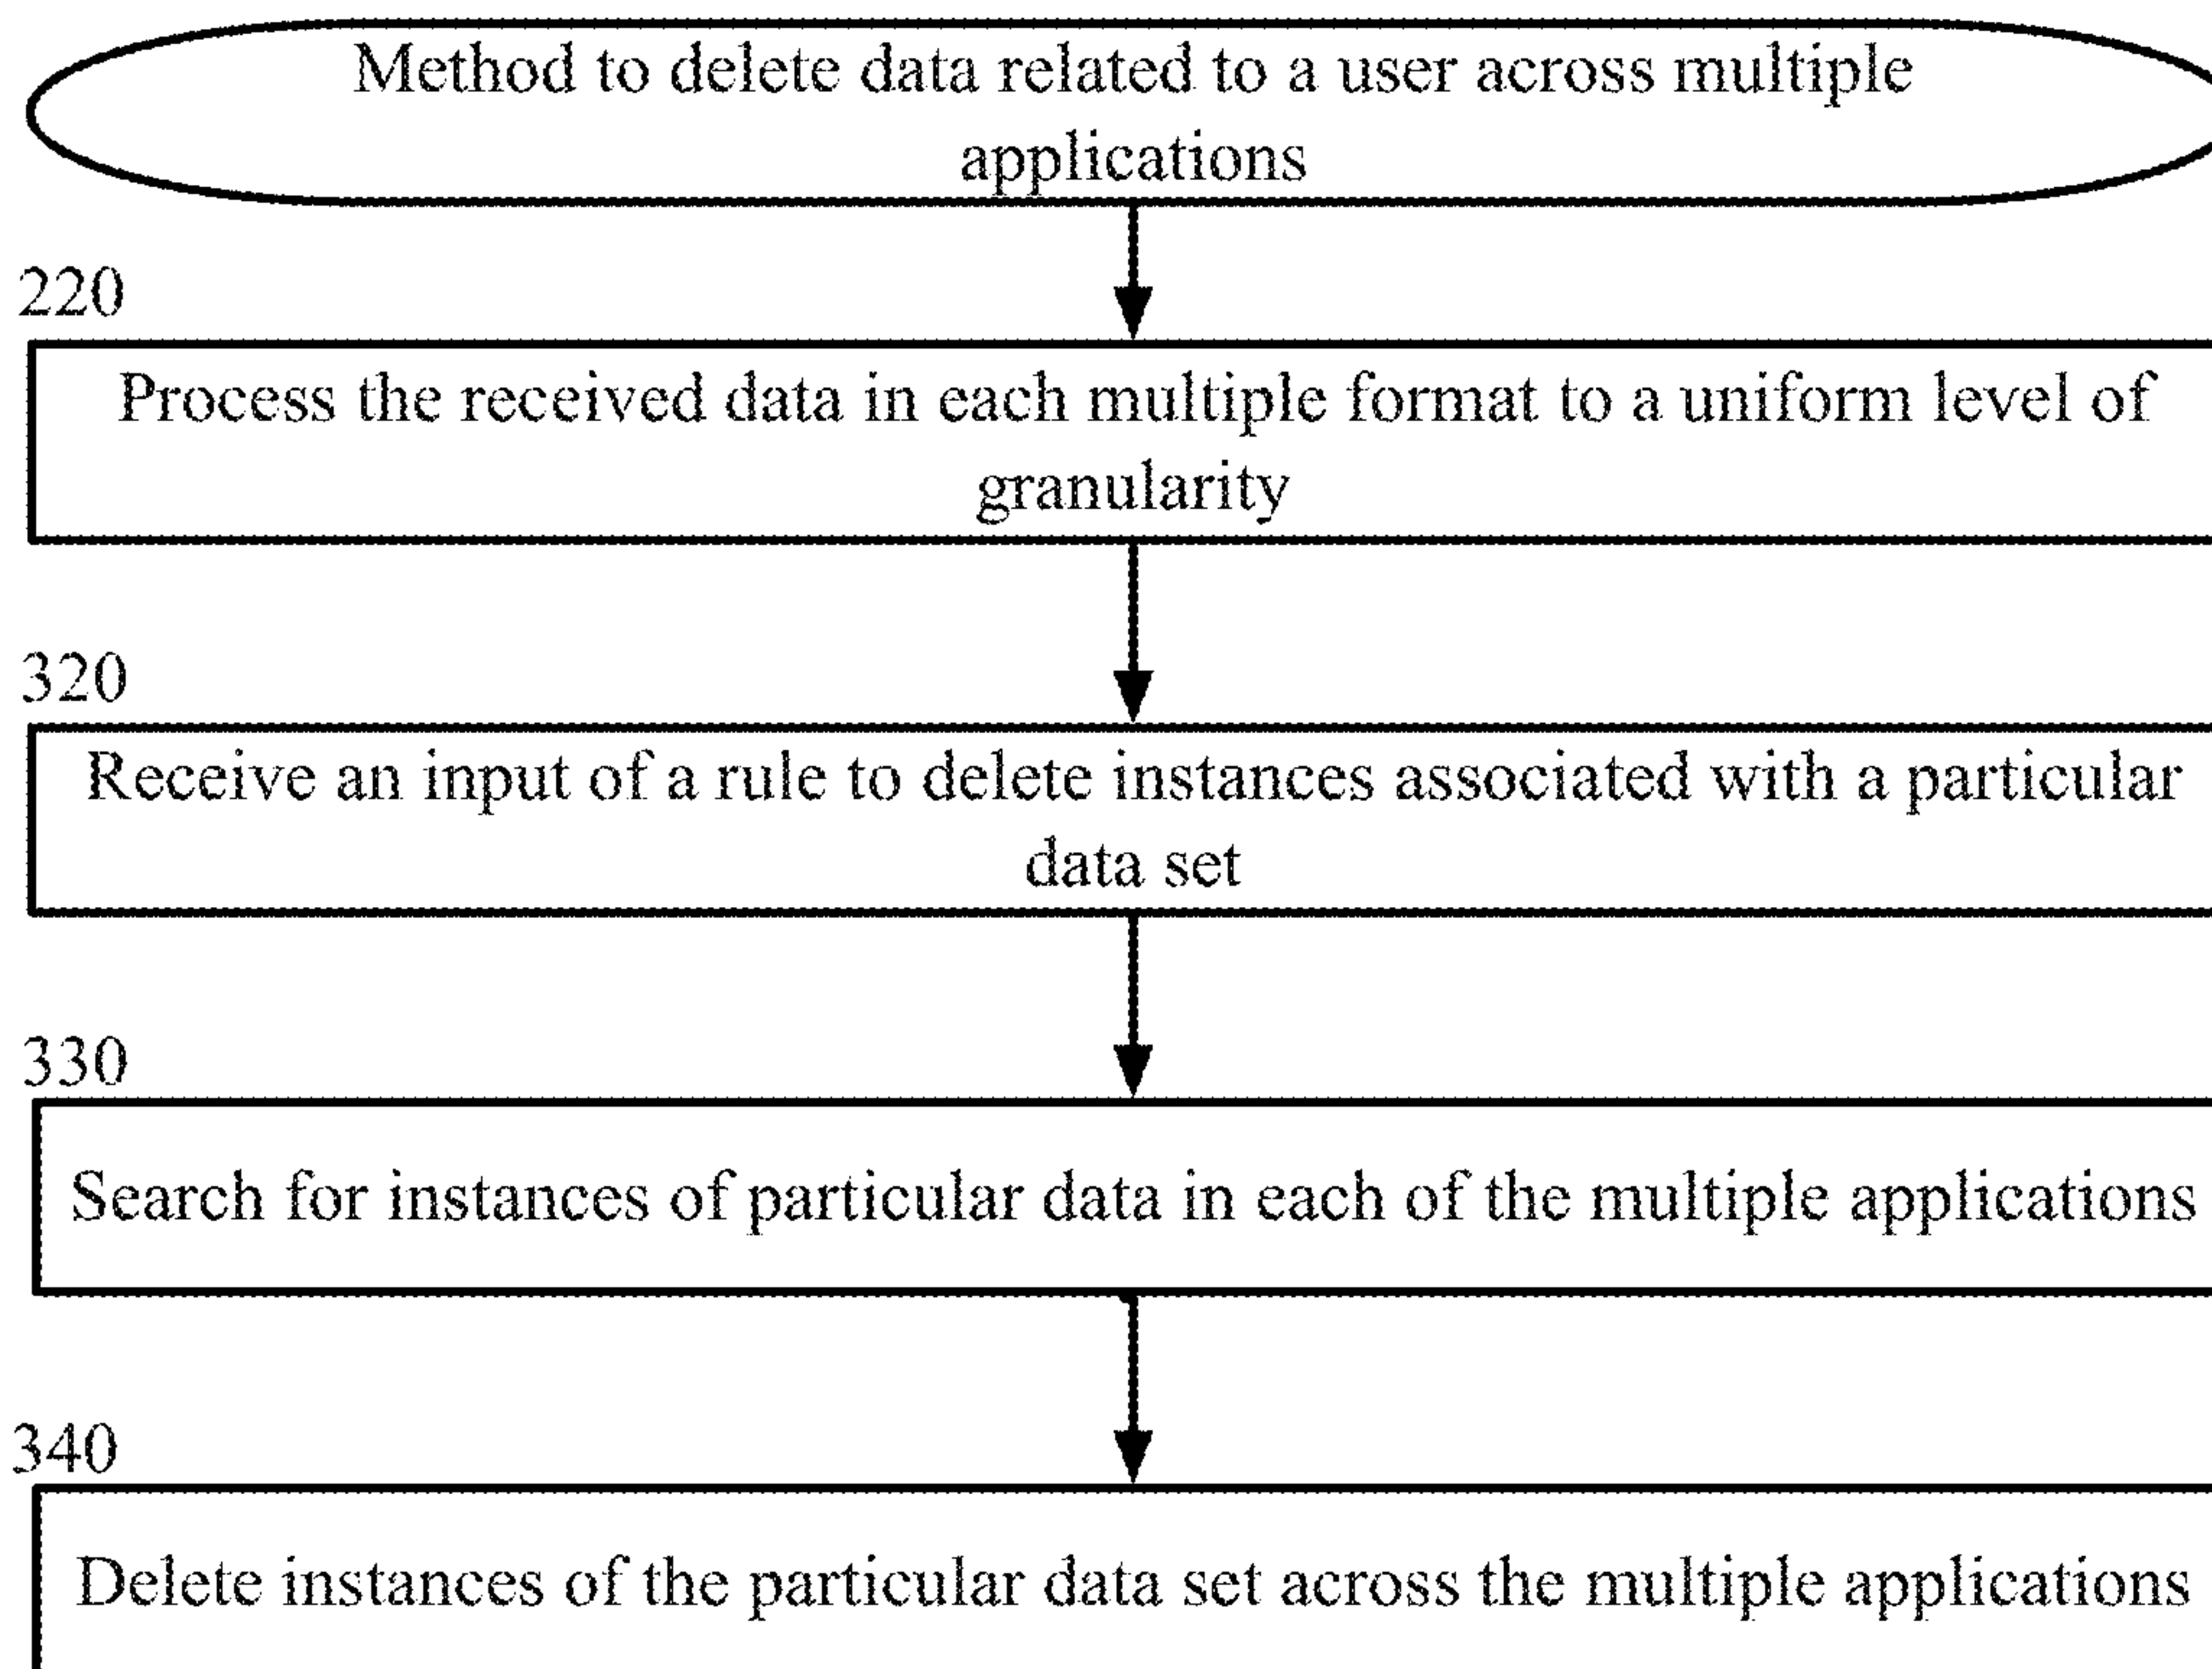 Method to delete data related to a user across multiple
applications
220
Process the received data in each multiple format to a uniform level of
granularity
320
Receive an input of a rule to delete instances associated with a particular
data set
330
Search for instances of particular data in each of the multiple applications
340
Delete instances of the particular data set across the multiple applications